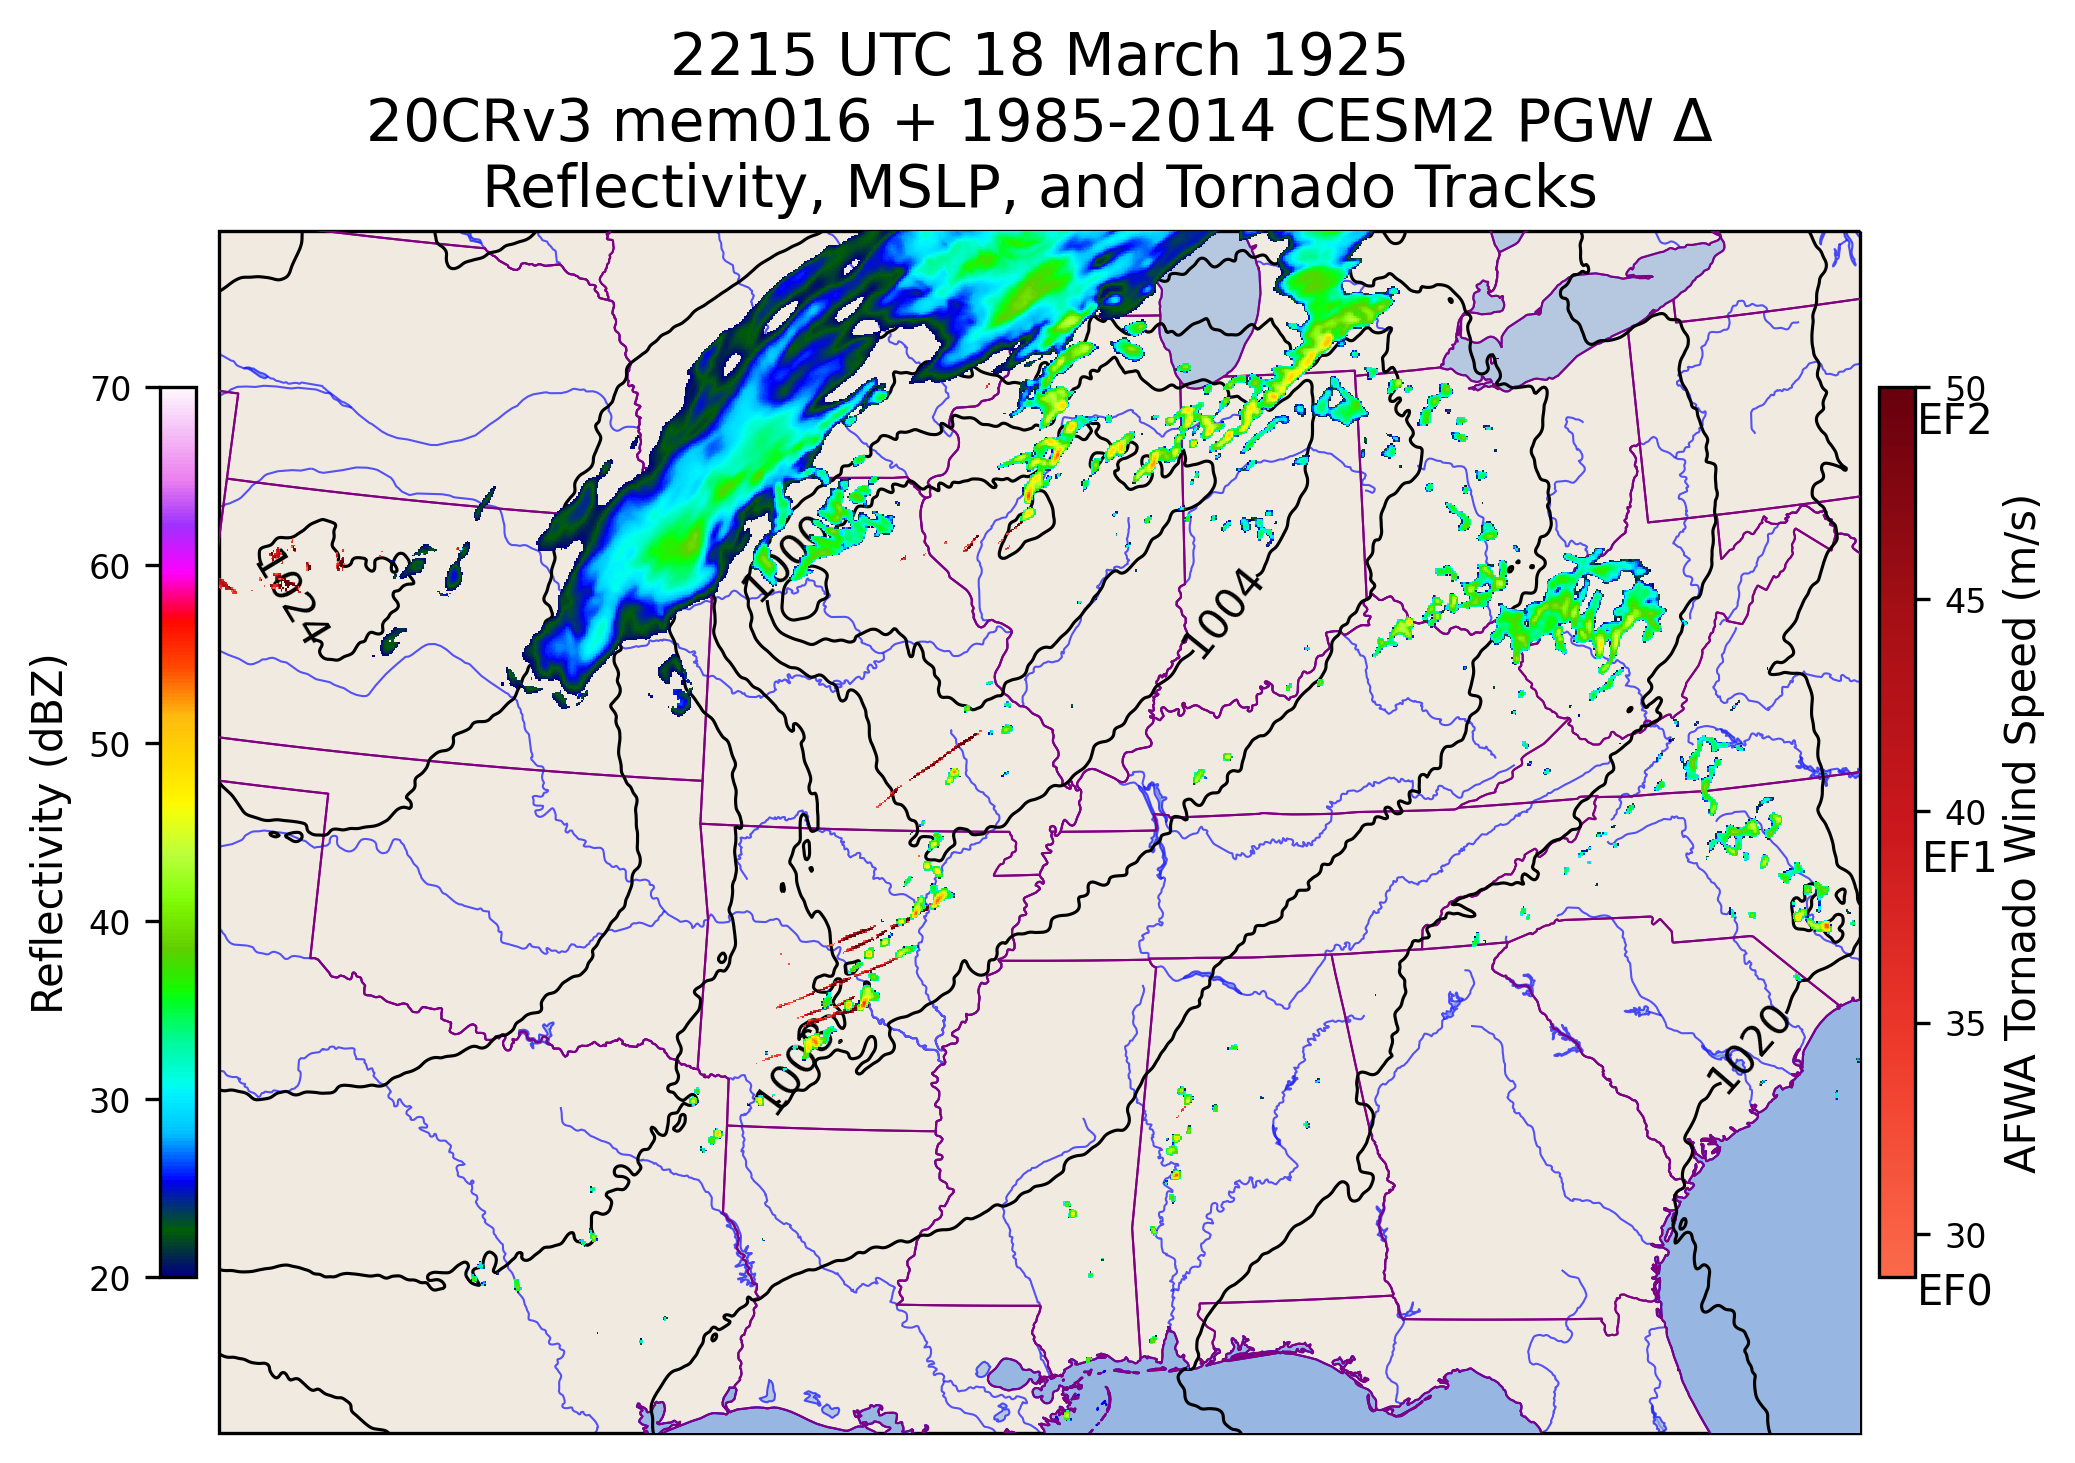 2215 UTC 18 March 1925
20CRv3 mem016 + 1985-2014 CESM2 PGW Δ
Reflectivity, MSLP, and Tornado Tracks
Reflectivity (dBZ)
70
60
50
40
30
20
1024
1000
1004
1008
1020
50
EF2
45
40
EF1
35
30
EF0
AFWA Tornado Wind Speed (m/s)